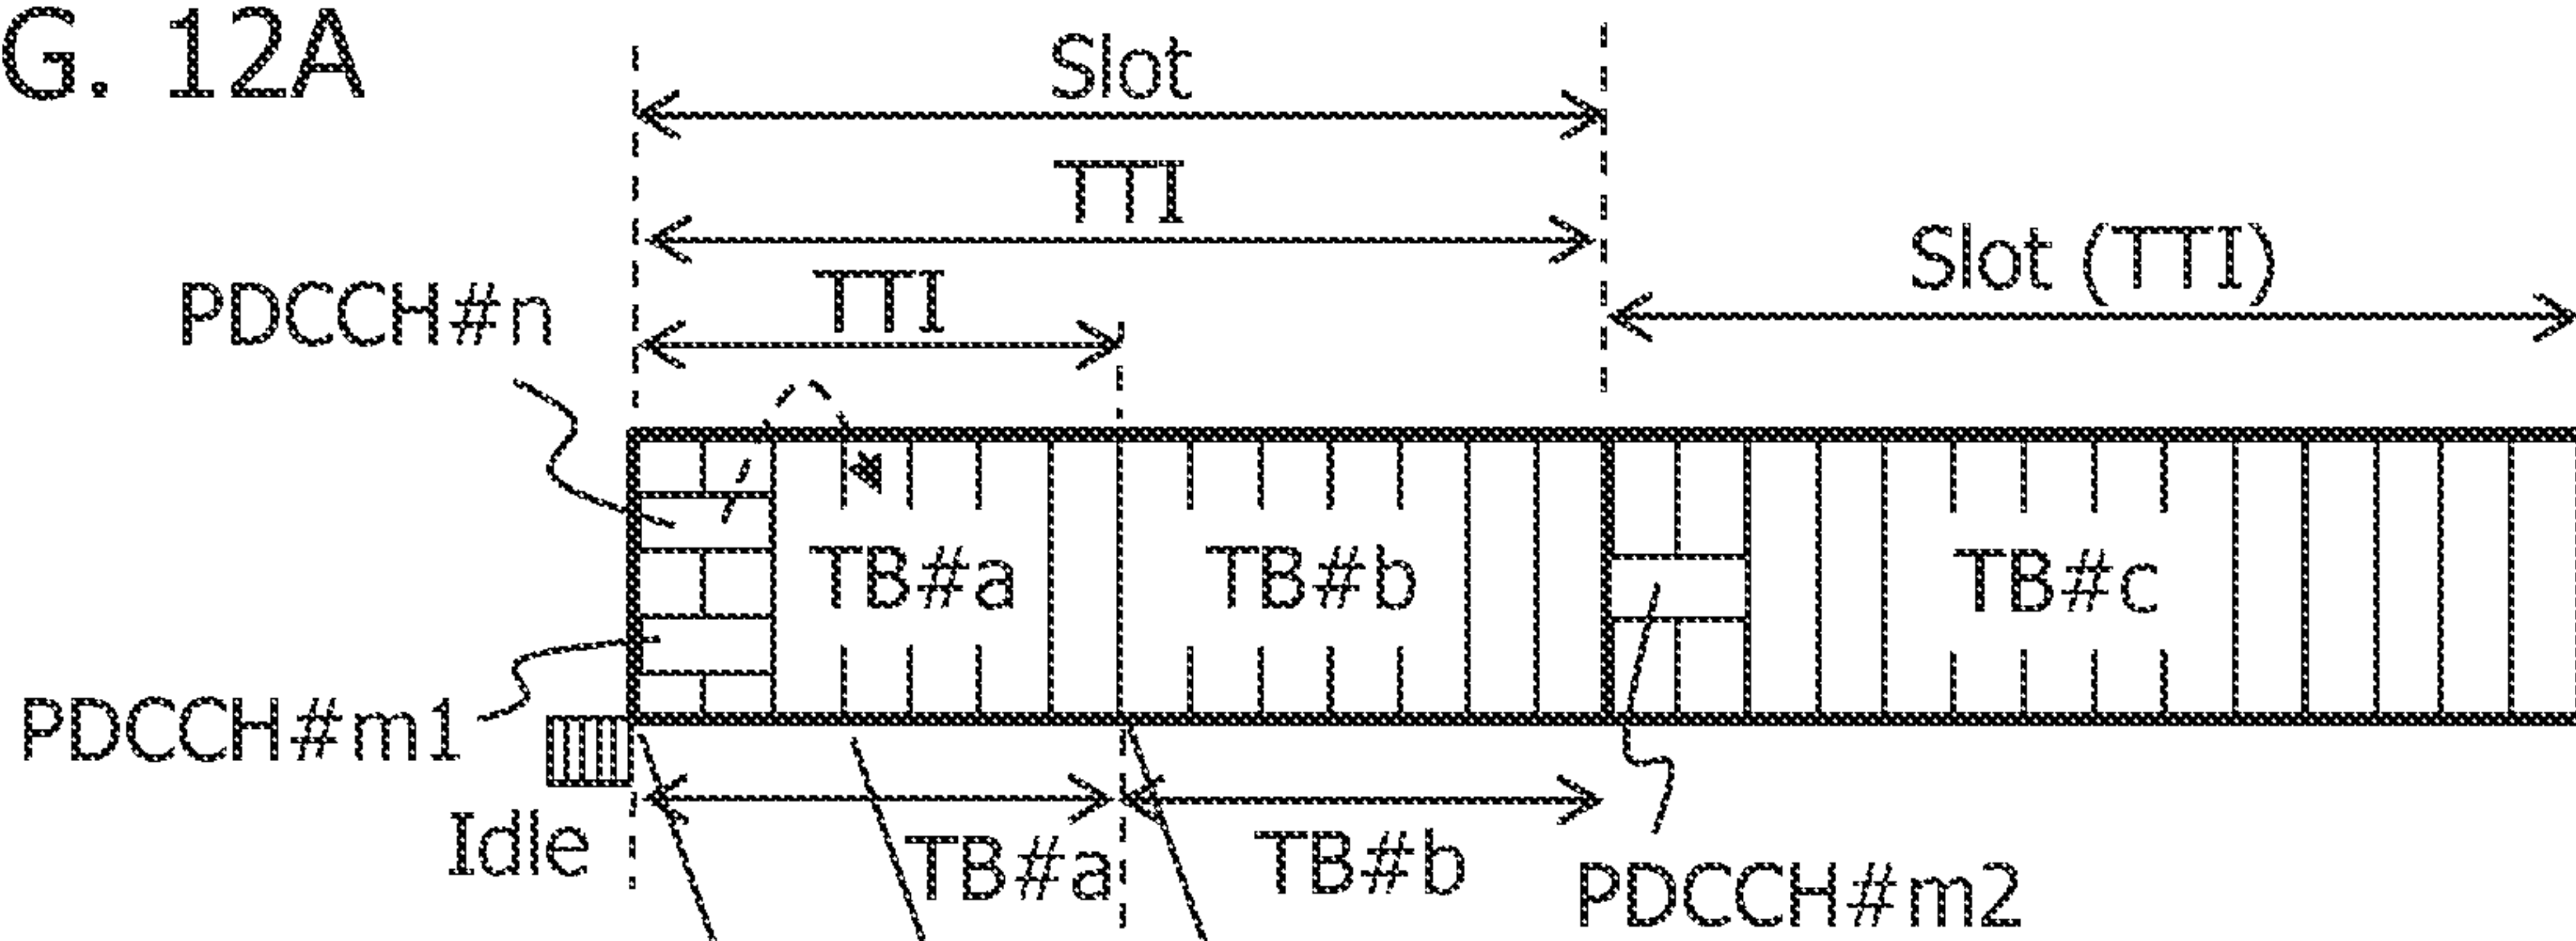 G. 12A
Slot
TTI
Slot (TTI)
TTI
PDCCH#n
TB#a
TB#b
TB#c
PDCCH#m1
Idle
TB#a
TB#b
PDCCH#m2